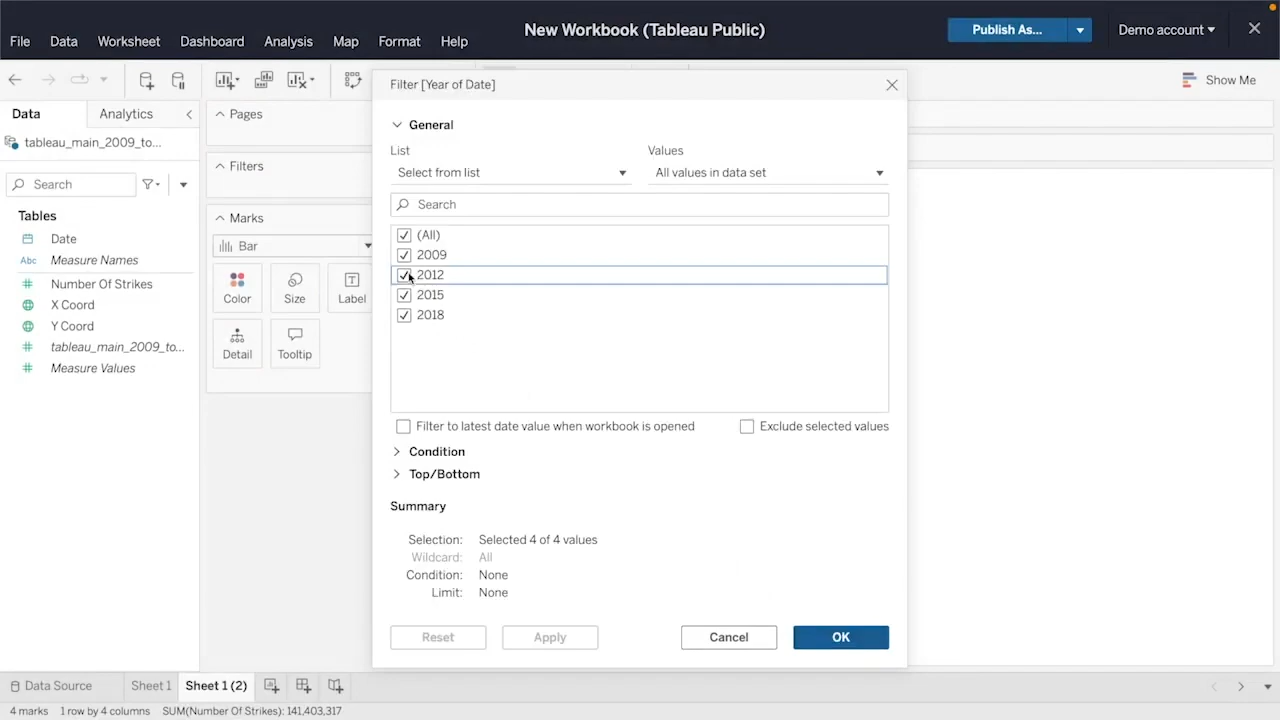 New Workbook (Tableau Public)
Publish As...
Demo account
File Data Worksheet Dashboard Analysis Map Format Help
Show Me
Data Analytics
tableau_main_2009_to...
Search
Tables
Date
Abc Measure Names
Number Of Strikes
X Coord
Y Coord
tableau_main_2009_to...
Measure Values
Pages
Filters
Marks
Bar
Color Size Label
Detail Tooltip
Filter [Year of Date]
General
List Values
Select from list All values in data set
Search
(All)
2009
2012
2015
2018
Filter to latest date value when workbook is opened Exclude selected values
Condition
Top/Bottom
Summary
Selection: Selected 4 of 4 values
Wildcard: All
Condition: None
Limit: None
Reset Apply Cancel OK
Data Source Sheet 1 Sheet 1 (2)
4 marks 1 row by 4 columns SUM(Number Of Strikes): 141,403,317